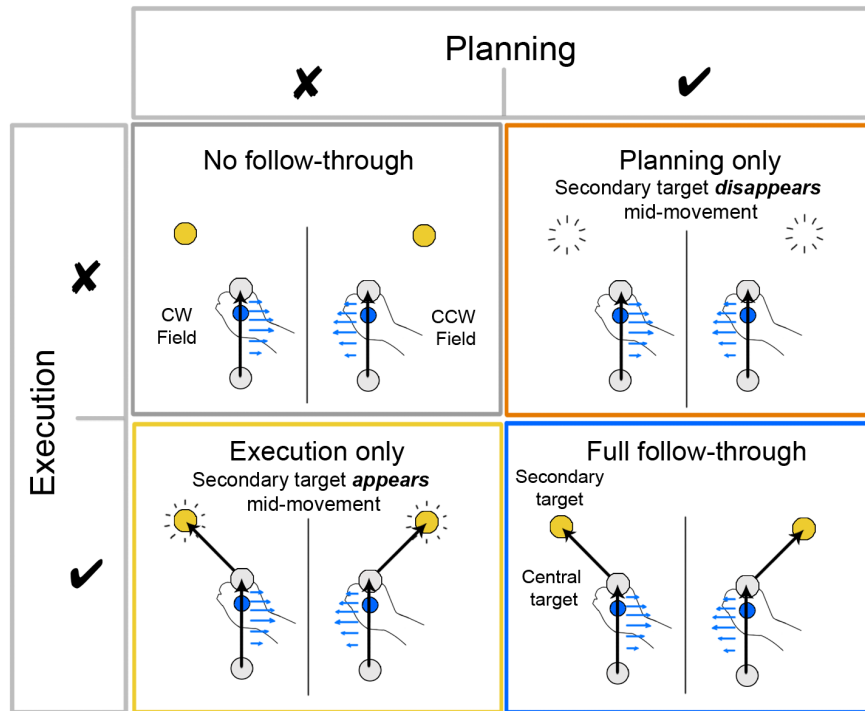 Planning
✘ ✔
Execution
✘
✔
No follow-through
CW
Field
CCW
Field
Planning only
Secondary target disappears
mid-movement
Execution only
Secondary target appears
mid-movement
Full follow-through
Secondary
target
Central
target